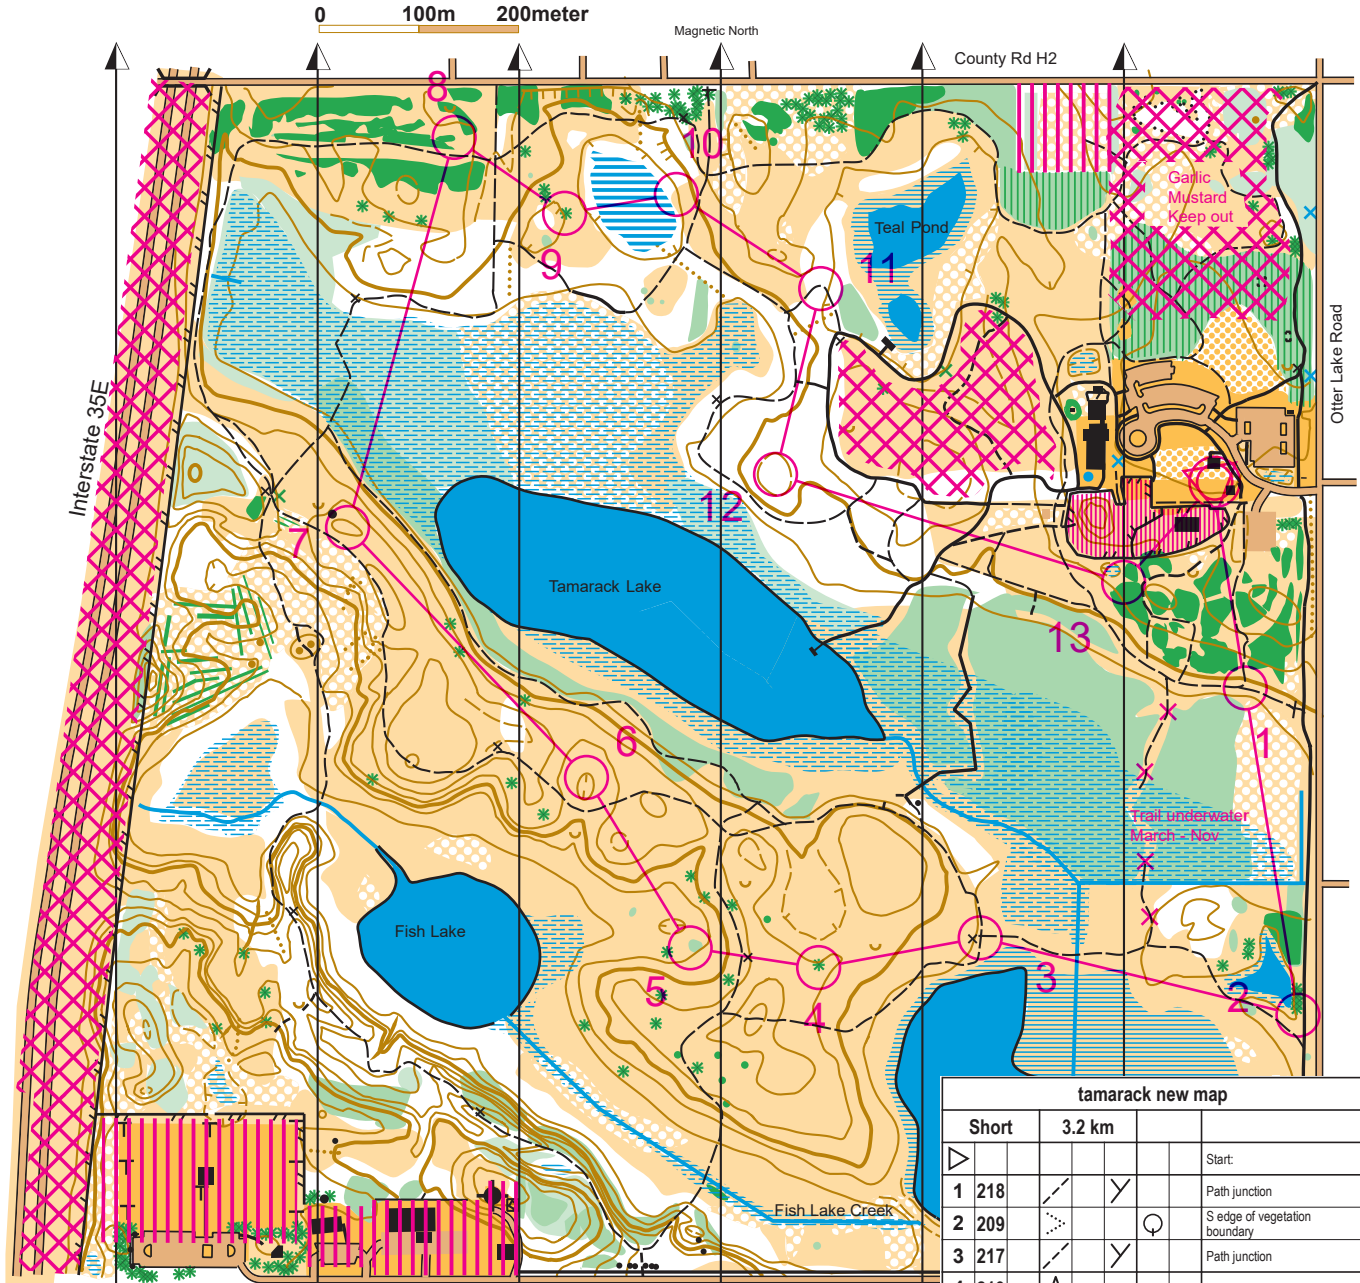 0 100m 200meter
Magnetic North
County Rd H2
8
10
Garlic
Mustard
Keep out
Teal Pond
9
11
Otter Lake Road
Interstate 35E
12
7
Tamarack Lake
13
6
1
Trail underwater
March - Nov
Fish Lake
5
4
3
2
Fish Lake Creek
tamarack new map
Short 3.2 km
Start:
1 218 Path junction
2 209 S edge of vegetation
boundary
3 217 Path junction